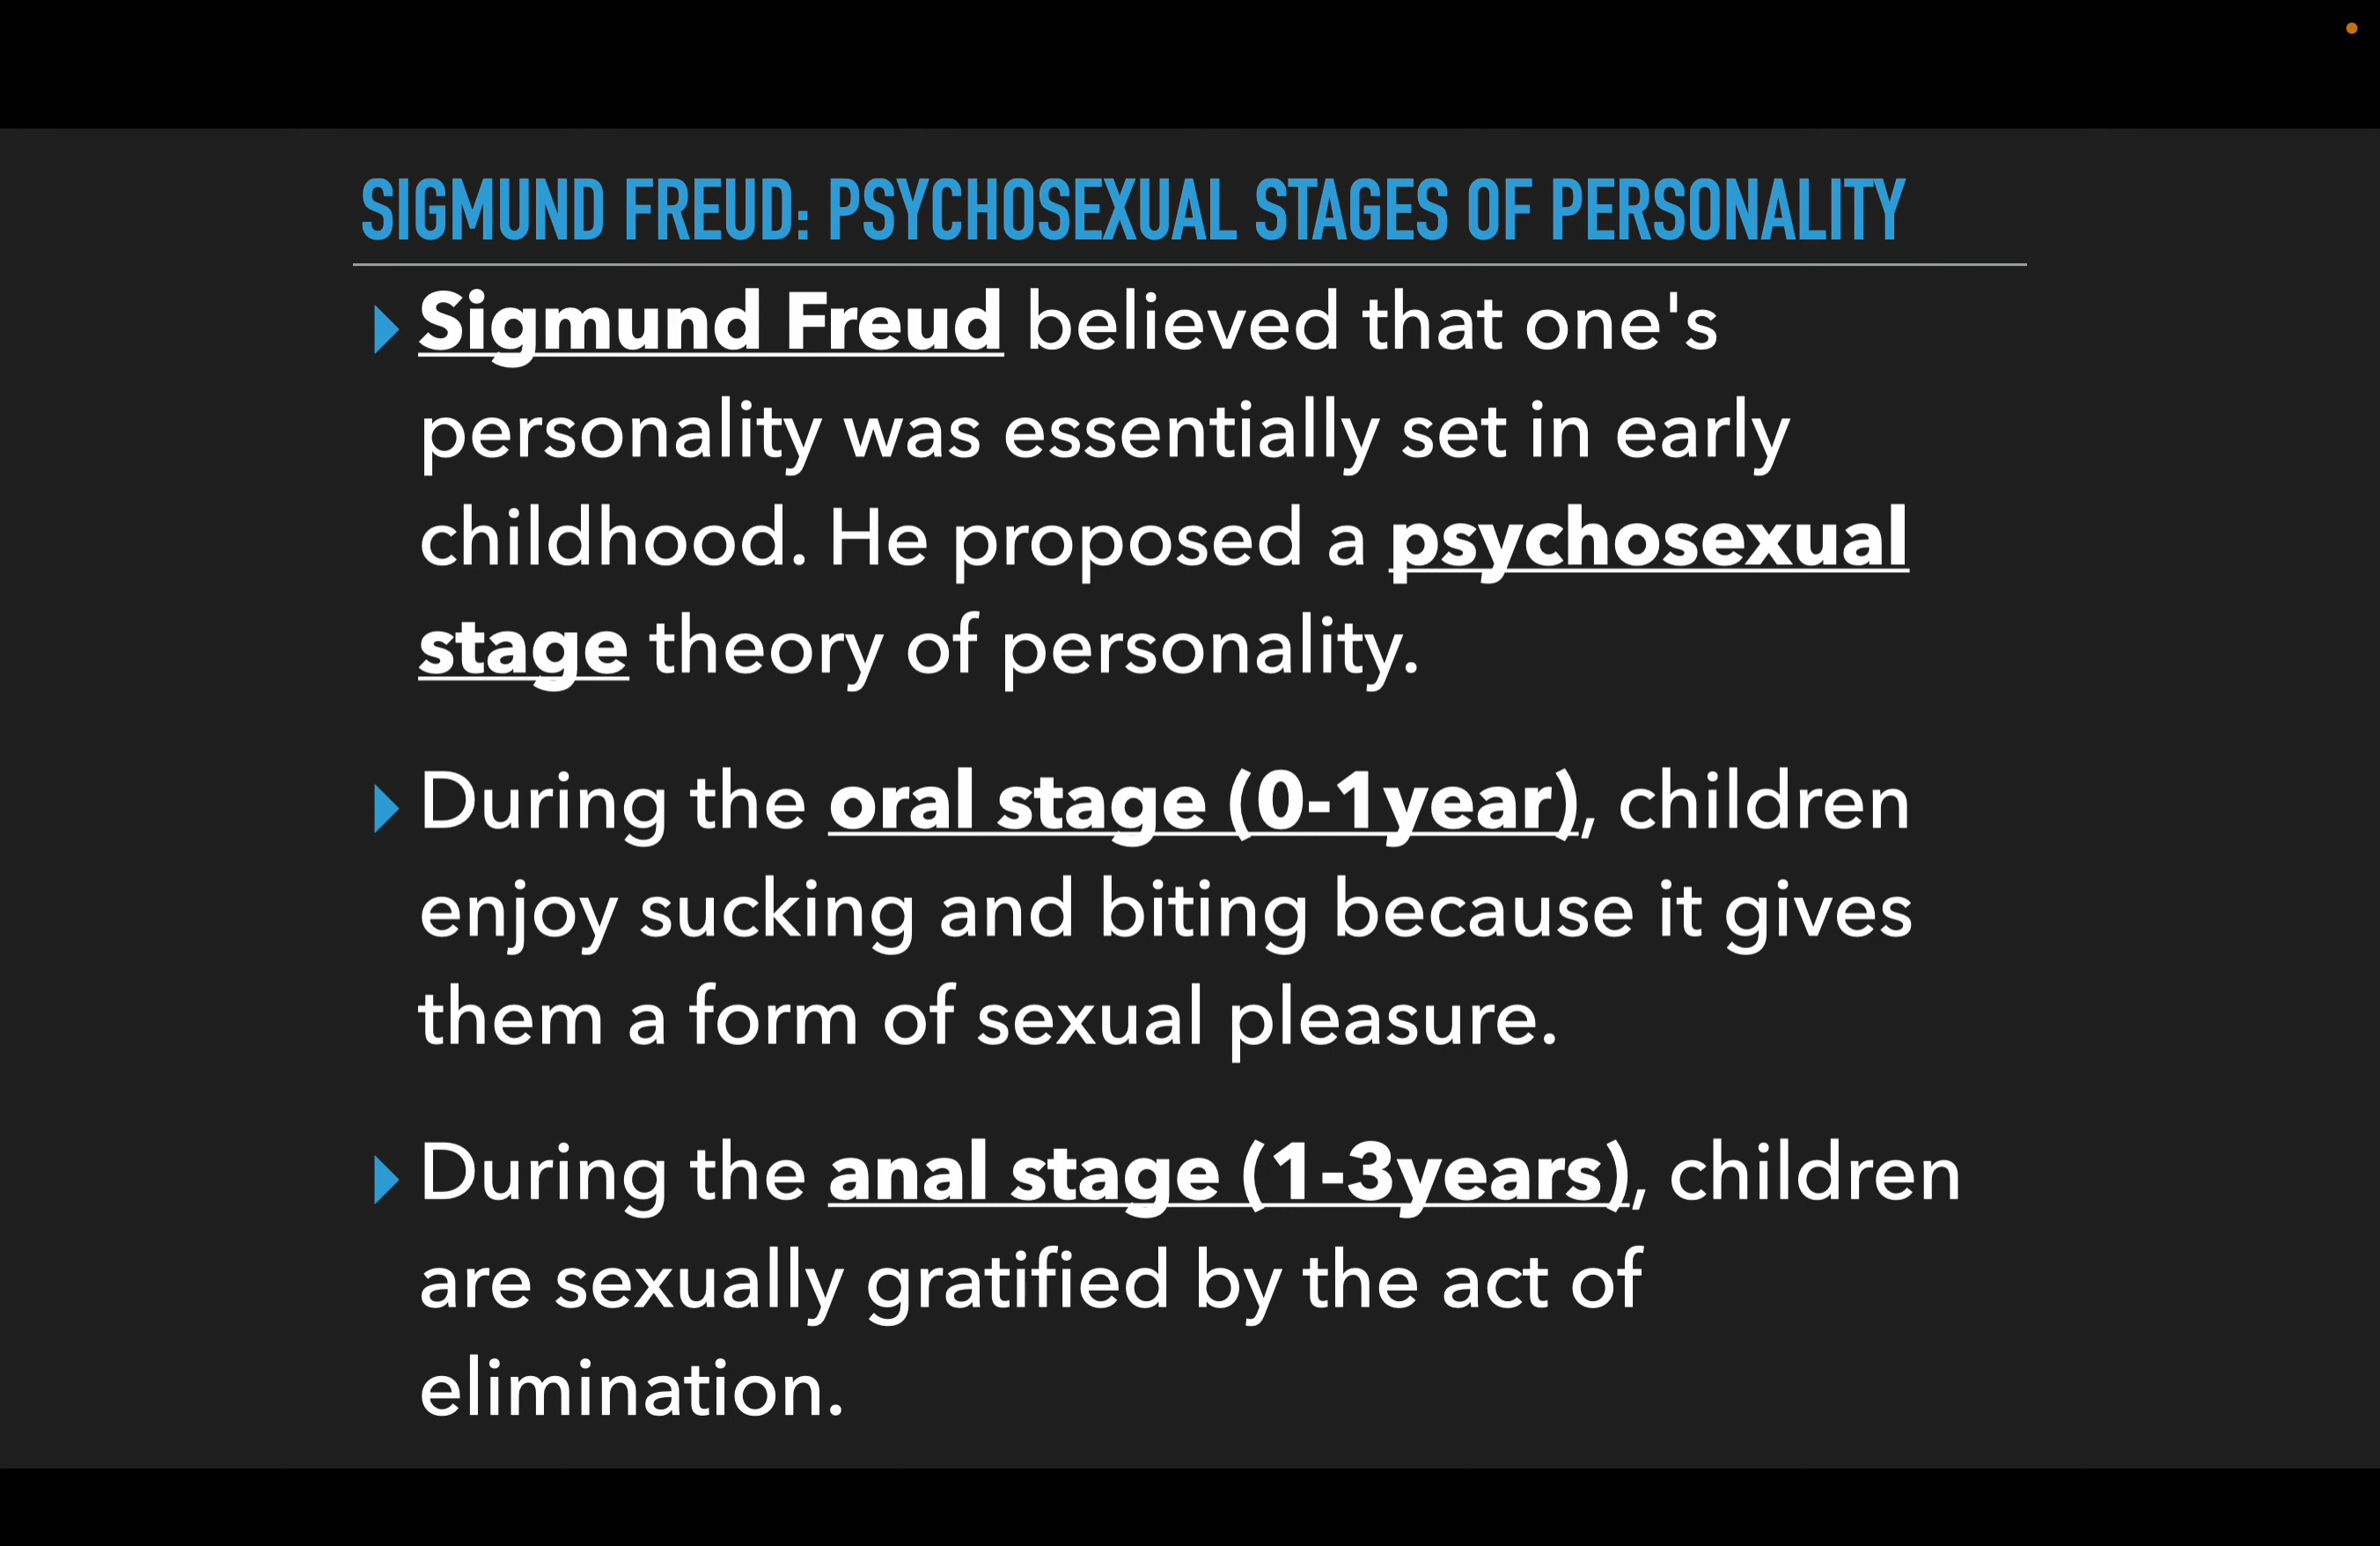 SIGMUND FREUD: PSYCHOSEXUAL STAGES OF PERSONALITY
Sigmund Freud believed that one's
personality was essentially set in early
childhood. He proposed a psychosexual
stage theory of personality.
During the oral stage (0-1year), children
enjoy sucking and biting because it gives
them a form of sexual pleasure.
During the anal stage (1-3years), children
are sexually gratified by the act of
elimination.